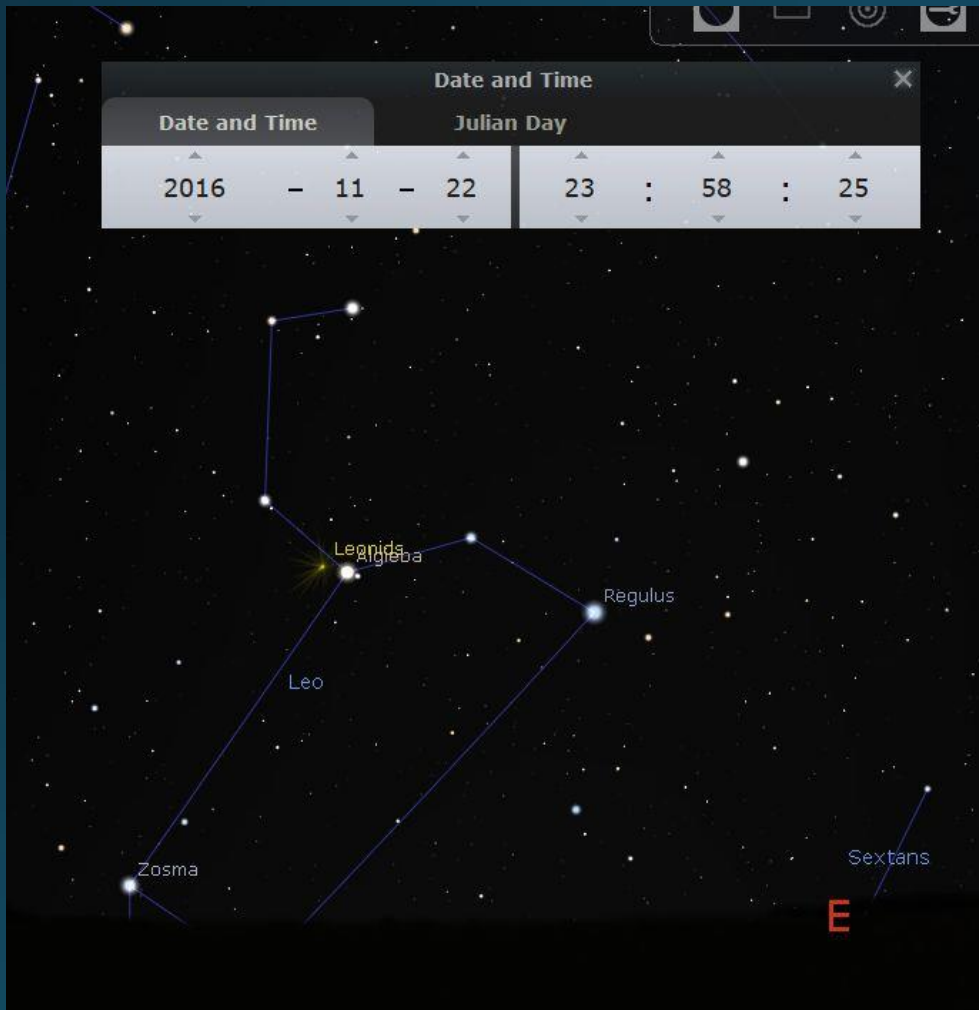 Date and Time
Date and Time Julian Day
2016 - 11 - 22 23 : 58 : 25
Leonids
Algieba
Regulus
Leo
Sextans
Zosma
E